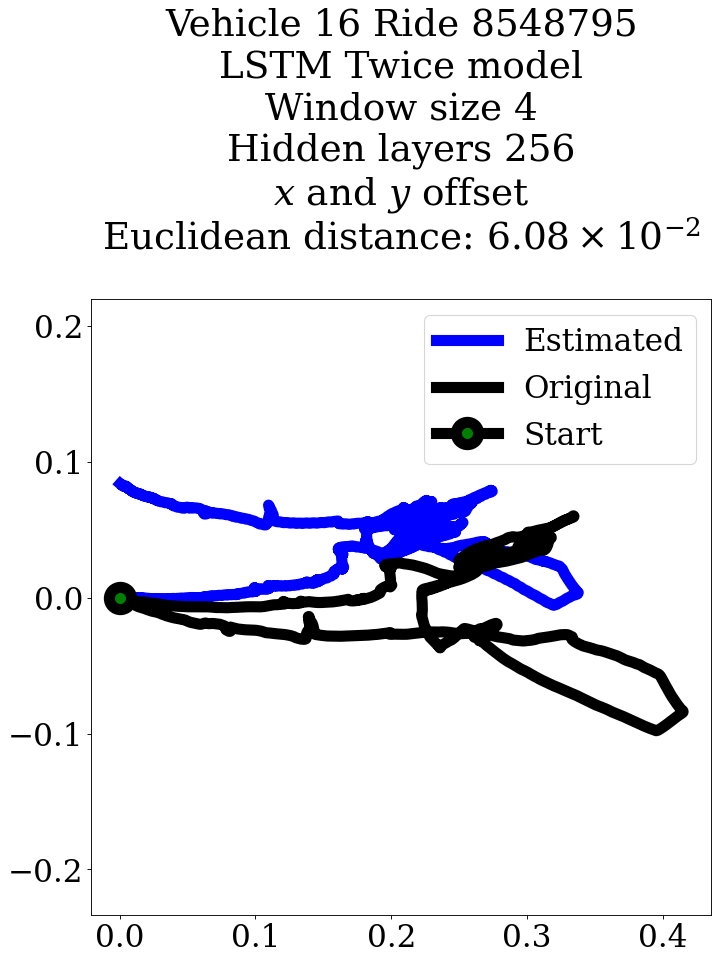 Vehicle 16 Ride 8548795
LSTM Twice model
Window size 4
Hidden layers 256
x and y offset
Euclidean distance: 6.08 × 10⁻²
Estimated
Original
Start
0.2
0.1
0.0
−0.1
−0.2
0.0 0.1 0.2 0.3 0.4